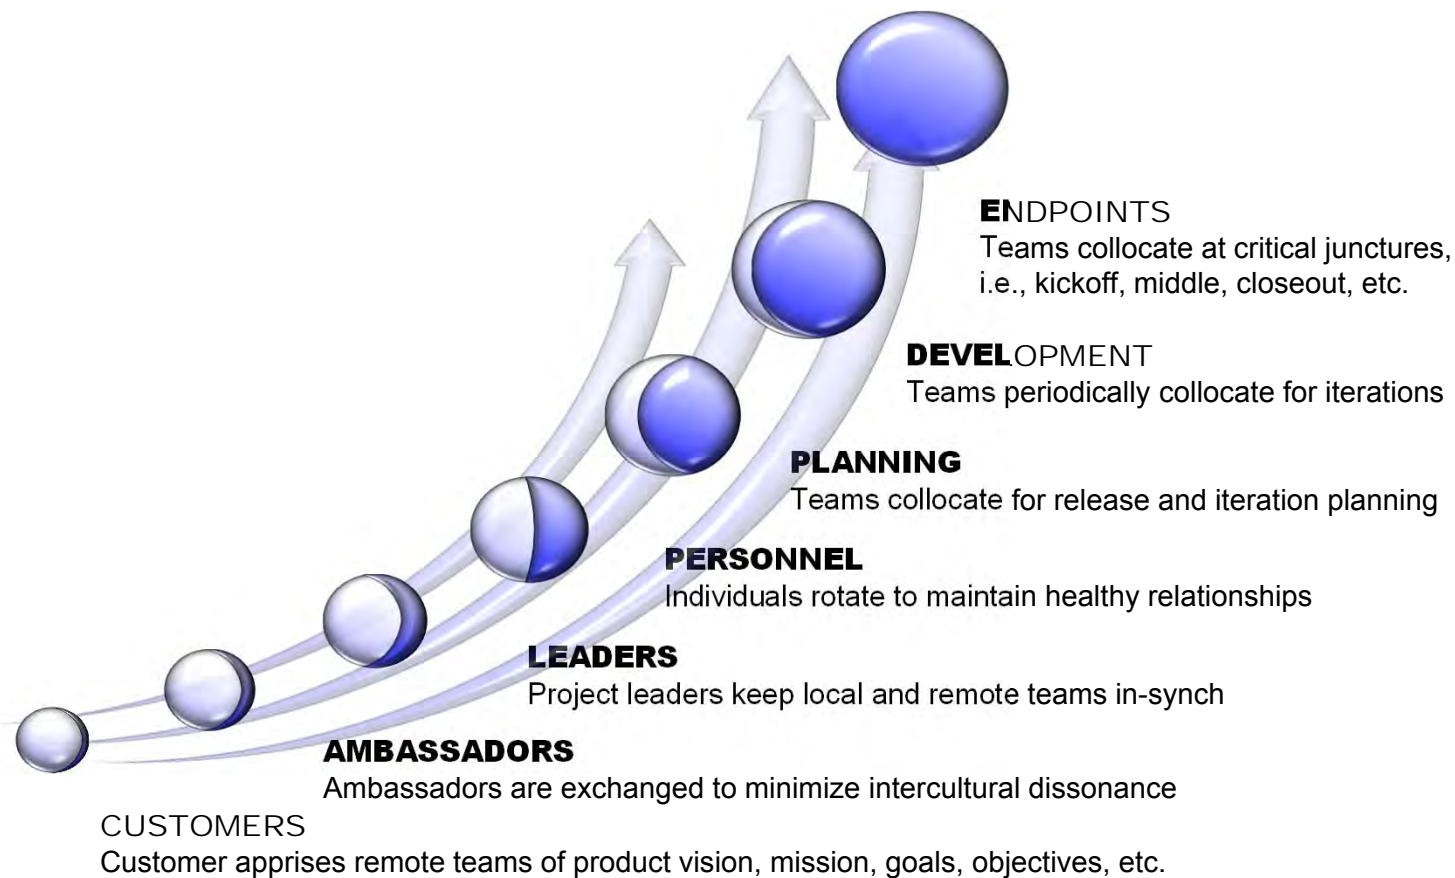 ENDPOINTS
Teams collocate at critical junctures,
i.e., kickoff, middle, closeout, etc.
DEVELOPMENT
Teams periodically collocate for iterations
PLANNING
Teams collocate for release and iteration planning
PERSONNEL
Individuals rotate to maintain healthy relationships
LEADERS
Project leaders keep local and remote teams in-synch
AMBASSADORS
Ambassadors are exchanged to minimize intercultural dissonance
CUSTOMERS
Customer apprises remote teams of product vision, mission, goals, objectives, etc.